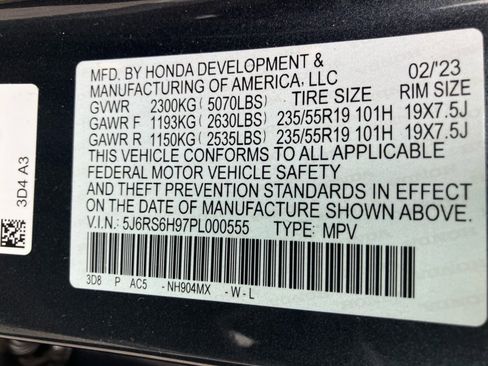 MFD. BY HONDA DEVELOPMENT &
MANUFACTURING OF AMERICA, LLC 02/'23
GVWR 2300KG ( 5070LBS) TIRE SIZE RIM SIZE
GAWR F 1193KG ( 2630LBS) 235/55R19 101H 19X7.5J
GAWR R 1150KG ( 2535LBS) 235/55R19 101H 19X7.5J
THIS VEHICLE CONFORMS TO ALL APPLICABLE
FEDERAL MOTOR VEHICLE SAFETY
AND THEFT PREVENTION STANDARDS IN EFFECT
ON THE DATE OF MANUFACTURE SHOWN ABOVE.
V.I.N.: 5J6RS6H97PL000555 TYPE: MPV
3D8 P AC5 -NH904MX -W-L
3D4 A3